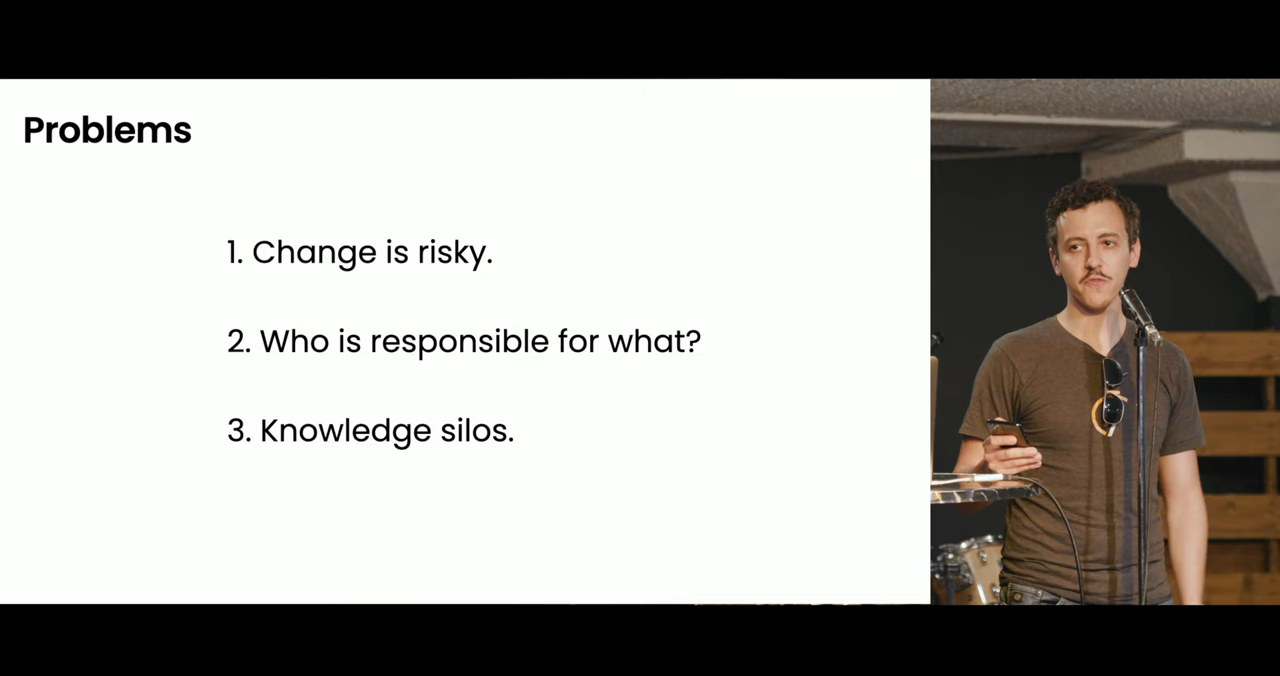 Problems
1. Change is risky.
2. Who is responsible for what?
3. Knowledge silos.